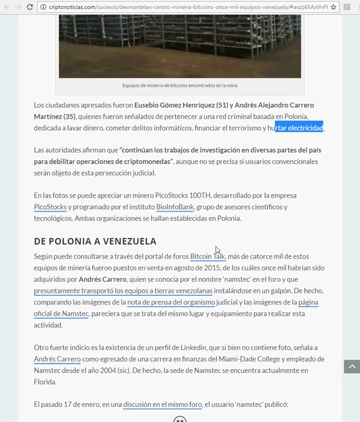 criptonoticias.com/sucesos/desmantelan-centro-mineria-bitcoins-once-mil-equipos-venezuela/#
Equipos de minería de bitcoins encontrados en la mina
Los ciudadanos apresados fueron Eusebio Gómez Henríquez (51) y Andrés Alejandro Carrero
Martínez (35), quienes fueron señalados de pertenecer a una red criminal basada en Polonia,
dedicada a lavar dinero, cometer delitos informáticos, financiar el terrorismo y hurtar electricidad.
Las autoridades afirman que "continúan los trabajos de investigación en diversas partes del país
para debilitar operaciones de criptomonedas", aunque no se precisa si usuarios convencionales
serán objeto de esta persecución judicial.
En las fotos se puede apreciar un minero PicoStocks 100TH, desarrollado por la empresa
PicoStocks y programado por el instituto BioInfoBank, grupo de asesores científicos y
tecnológicos. Ambas organizaciones se hallan establecidas en Polonia.
DE POLONIA A VENEZUELA
Según puede consultarse a través del portal de foros Bitcoin Talk, más de catorce mil de estos
equipos de minería fueron puestos en venta en agosto de 2015, de los cuáles once mil habrían sido
adquiridos por Andrés Carrero, quien se conocía por el nombre 'namstec' en el foro y que
presuntamente transportó los equipos a tierras venezolanas instalándose en un galpón. De hecho,
comparando las imágenes de la nota de prensa del organismo judicial y las imágenes de la página
oficial de Namstec, pareciera que se trata del mismo lugar y equipamiento para realizar esta
actividad.
Otro fuerte indicio es la existencia de un perfil de Linkedin, que si bien no contiene foto, señala a
Andrés Carrero como egresado de una carrera en finanzas del Miami-Dade College y empleado de
Namstec desde el año 2004 (sic). De hecho, la sede de Namstec se encuentra actualmente en
Florida.
El pasado 17 de enero, en una discusión en el mismo foro, el usuario 'namstec' publicó: